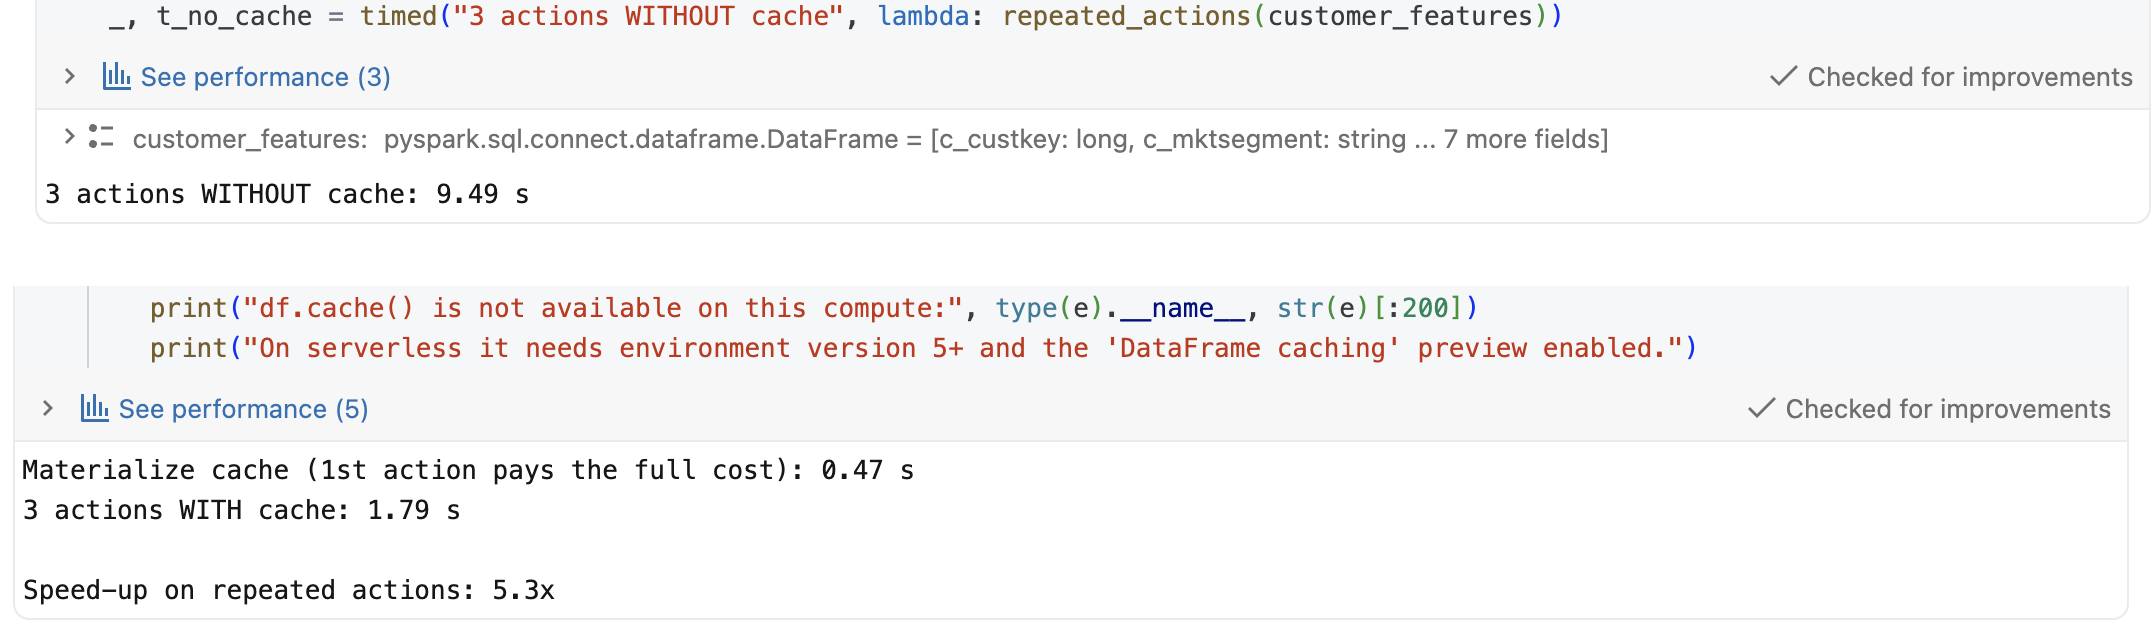 _, t_no_cache = timed("3 actions WITHOUT cache", lambda: repeated_actions(customer_features))
See performance (3)
Checked for improvements
customer_features: pyspark.sql.connect.dataframe.DataFrame = [c_custkey: long, c_mktsegment: string ... 7 more fields]
3 actions WITHOUT cache: 9.49 s
print("df.cache() is not available on this compute:", type(e).__name__, str(e)[:200])
print("On serverless it needs environment version 5+ and the 'DataFrame caching' preview enabled.")
See performance (5)
Checked for improvements
Materialize cache (1st action pays the full cost): 0.47 s
3 actions WITH cache: 1.79 s
Speed-up on repeated actions: 5.3x